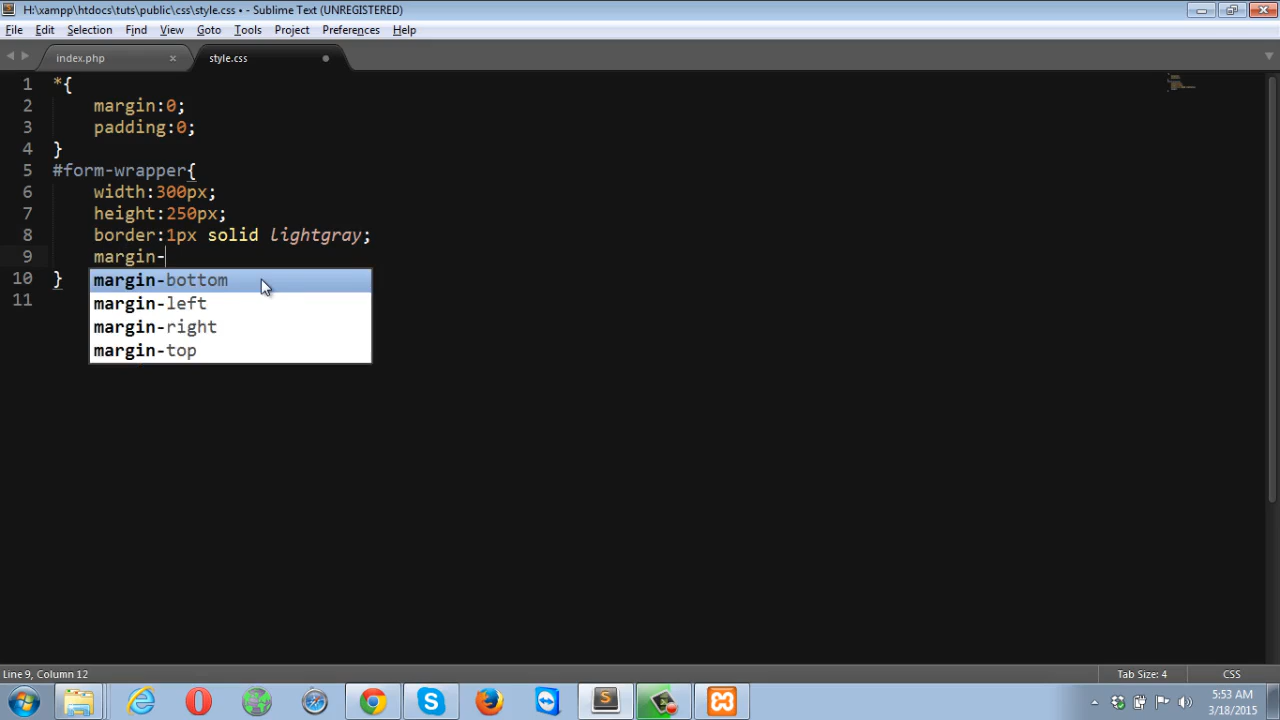 H:\xampp\htdocs\tuts\public\css\style.css • - Sublime Text (UNREGISTERED)
File Edit Selection Find View Goto Tools Project Preferences Help
index.php × style.css
1 *{
2 margin:0;
3 padding:0;
4 }
5 #form-wrapper{
6 width:300px;
7 height:250px;
8 border:1px solid lightgray;
9 margin-
10 }
11
margin-bottom
margin-left
margin-right
margin-top
Line 9, Column 12 Tab Size: 4 CSS
5:53 AM
3/18/2015